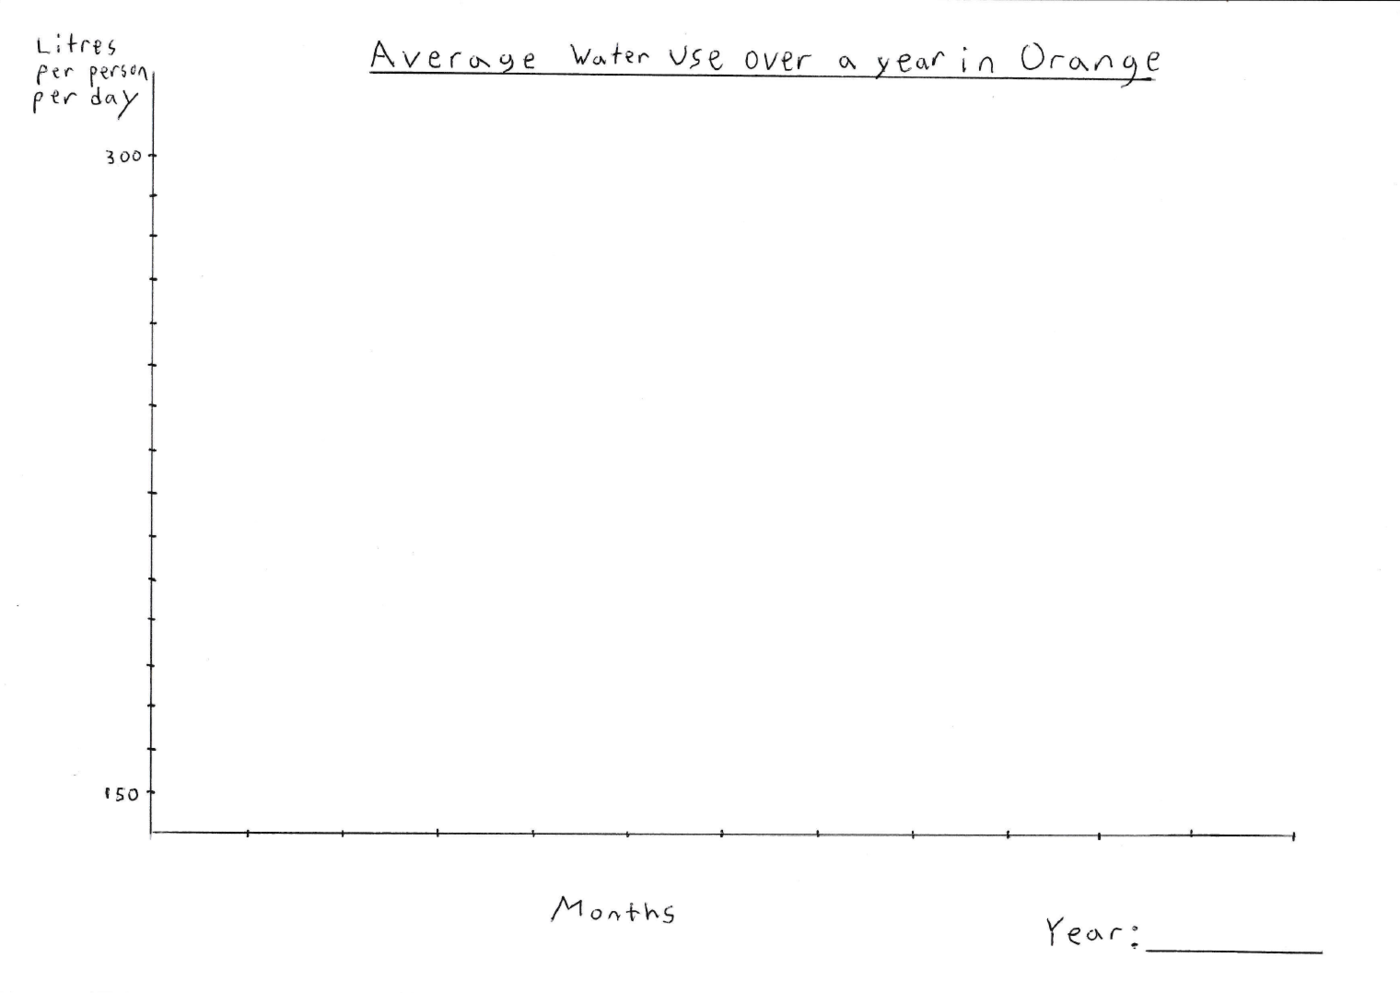 Litres
per person
per day
Average Water Use over a year in Orange
300
150
Months
Year: